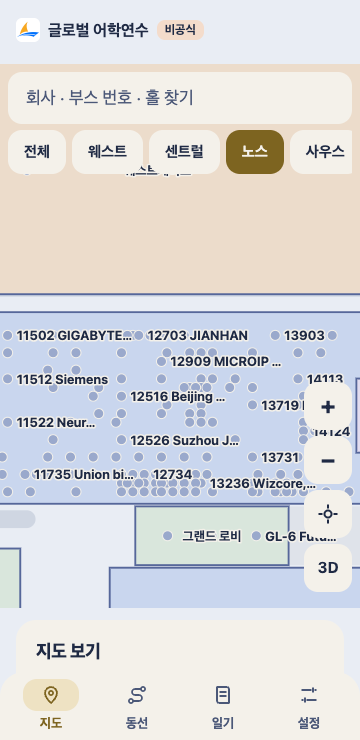 글로벌 어학연수 비공식
회사 · 부스 번호 · 홀 찾기
전체 웨스트 센트럴 노스 사우스
11502 GIGABYTE... 12703 JIANHAN 13903
12909 MICROIP ...
11512 Siemens 14113
12516 Beijing ...
13719
11522 Neur... 14124
12526 Suzhou J...
13731
11735 Union bi... 12734
13236 Wizcore,...
그랜드 로비 GL-6 Futu...
+
−
3D
지도 보기
지도 동선 일기 설정